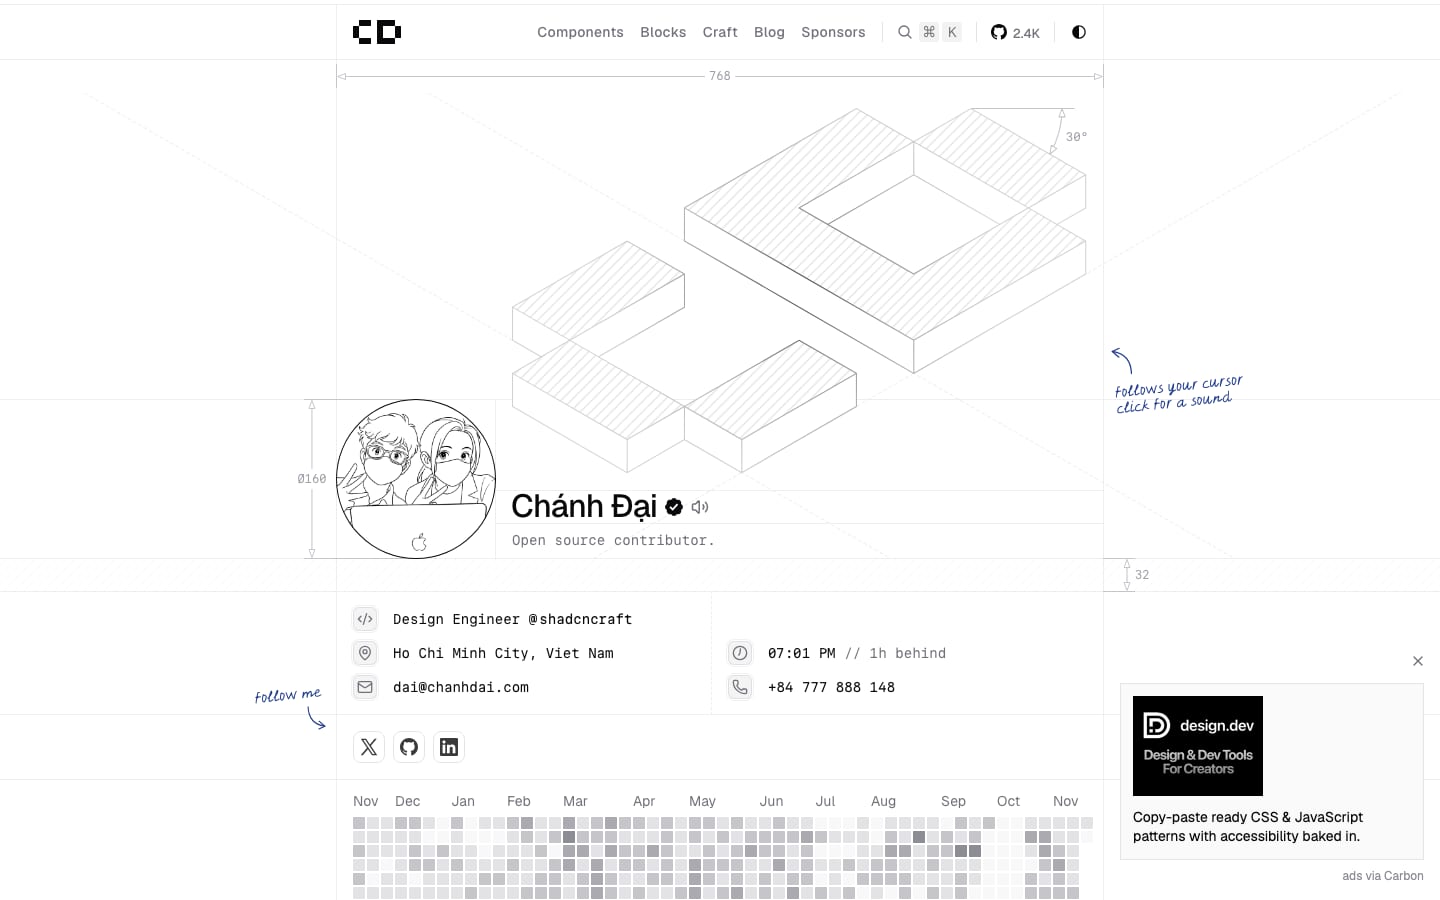 CD
Components Blocks Craft Blog Sponsors ⌘ K 2.4K
768
30°
follows your cursor
click for a sound
Ø160
Chánh Đại
Open source contributor.
32
Design Engineer @shadcncraft
Ho Chi Minh City, Viet Nam
07:01 PM // 1h behind
dai@chanhdai.com
+84 777 888 148
follow me
Nov Dec Jan Feb Mar Apr May Jun Jul Aug Sep Oct Nov
design.dev
Design & Dev Tools
For Creators
Copy-paste ready CSS & JavaScript
patterns with accessibility baked in.
ads via Carbon